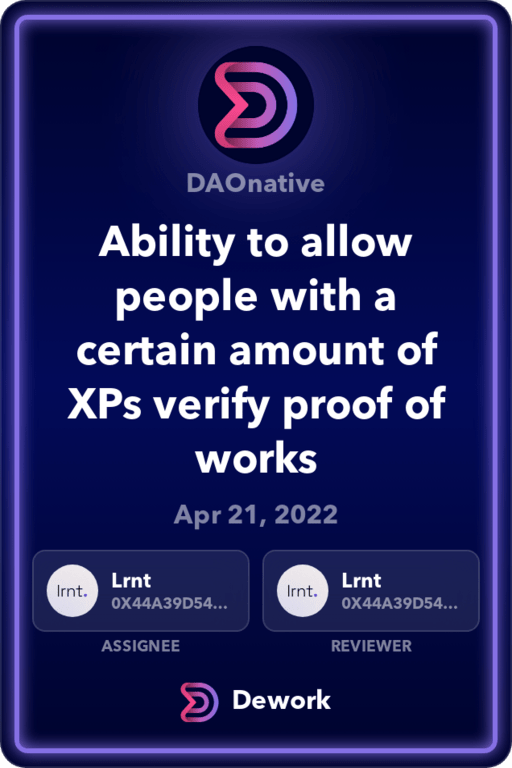 DAOnative
Ability to allow
people with a
certain amount of
XPs verify proof of
works
Apr 21, 2022
lrnt.
Lrnt
0X44A39D54...
lrnt.
Lrnt
0X44A39D54...
ASSIGNEE
REVIEWER
Dework